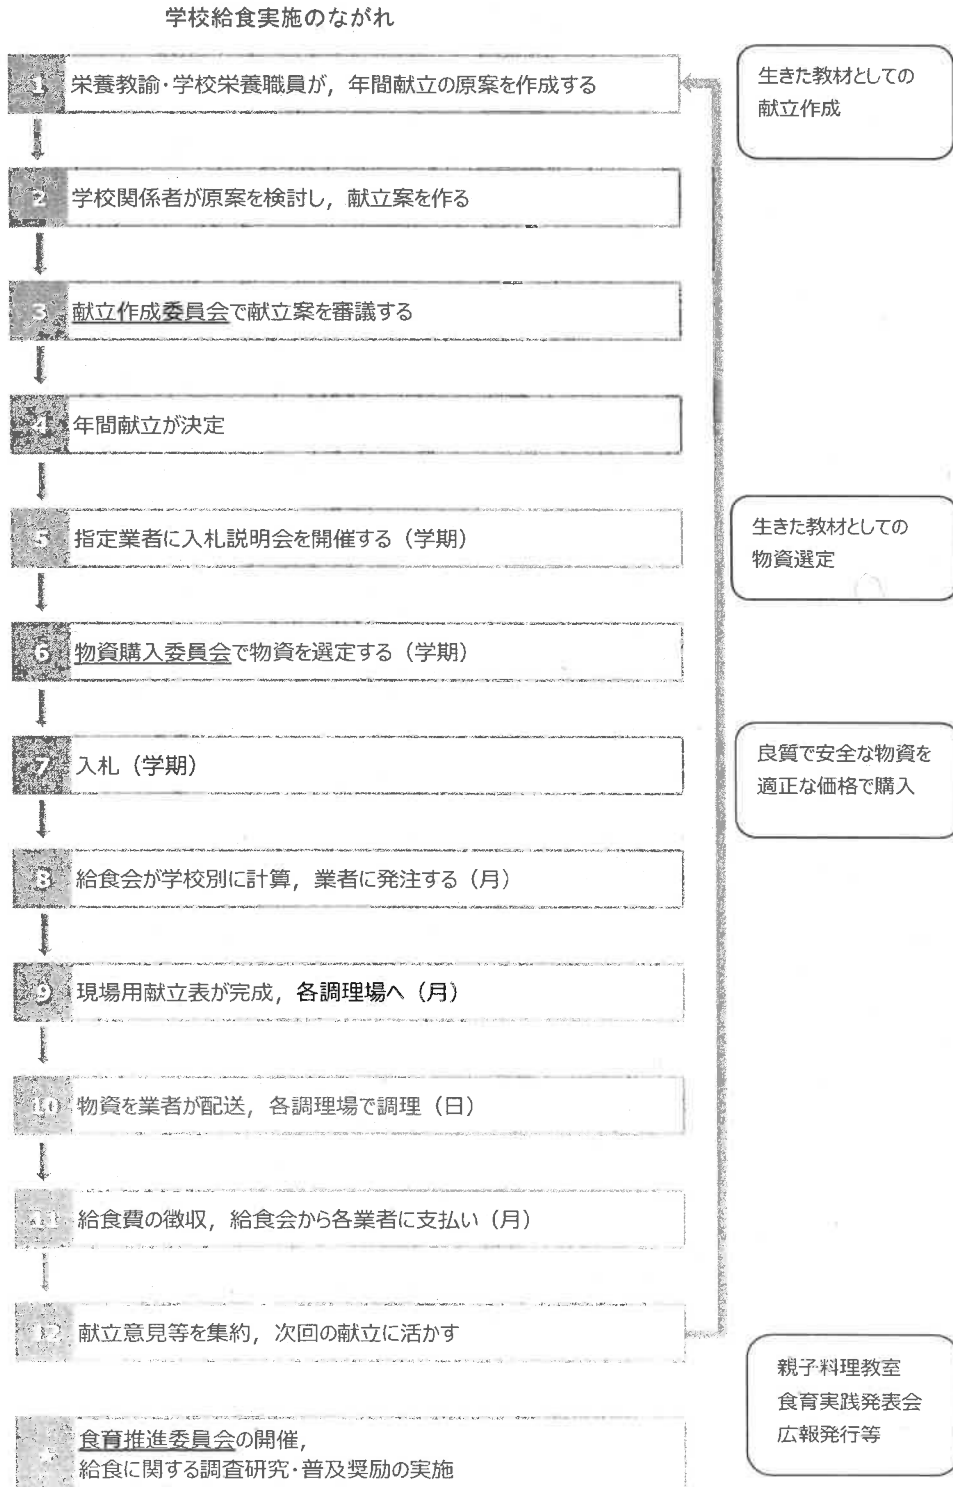 学校給食実施のながれ
1 栄養教諭・学校栄養職員が，年間献立の原案を作成する
生きた教材としての
献立作成
2 学校関係者が原案を検討し，献立案を作る
3 献立作成委員会で献立案を審議する
4 年間献立が決定
5 指定業者に入札説明会を開催する（学期）
生きた教材としての
物資選定
6 物資購入委員会で物資を選定する（学期）
7 入札（学期）
良質で安全な物資を
適正な価格で購入
8 給食会が学校別に計算，業者に発注する（月）
9 現場用献立表が完成，各調理場へ（月）
10 物資を業者が配送，各調理場で調理（日）
11 給食費の徴収，給食会から各業者に支払い（月）
12 献立意見等を集約，次回の献立に活かす
親子料理教室
食育実践発表会
広報発行等
食育推進委員会の開催，
給食に関する調査研究・普及奨励の実施